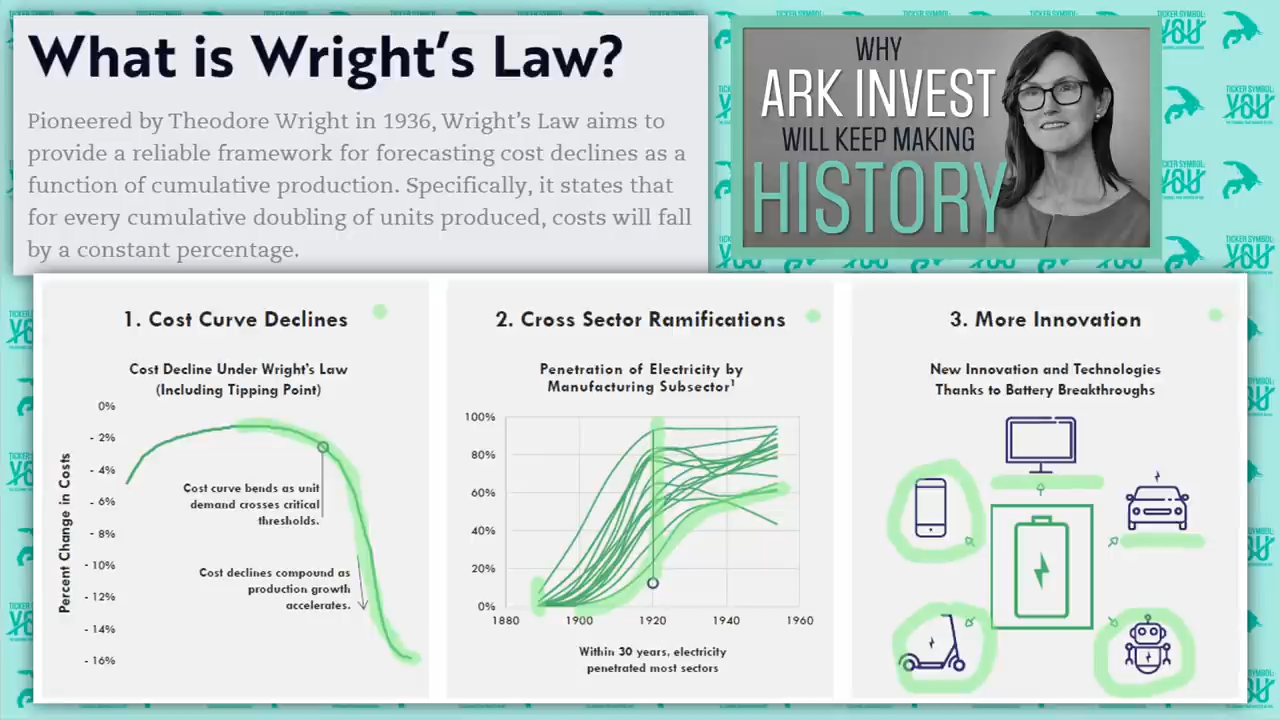 What is Wright's Law?
Pioneered by Theodore Wright in 1936, Wright's Law aims to
provide a reliable framework for forecasting cost declines as a
function of cumulative production. Specifically, it states that
for every cumulative doubling of units produced, costs will fall
by a constant percentage.
WHY
ARK INVEST
WILL KEEP MAKING
HISTORY
TICKER SYMBOL:
YOU
1. Cost Curve Declines
Cost Decline Under Wright's Law
(Including Tipping Point)
Percent Change in Costs
0%
- 2%
- 4%
- 6%
- 8%
- 10%
- 12%
- 14%
- 16%
Cost curve bends as unit
demand crosses critical
thresholds.
Cost declines compound as
production growth
accelerates.
2. Cross Sector Ramifications
Penetration of Electricity by
Manufacturing Subsector1
100%
80%
60%
40%
20%
0%
1880 1900 1920 1940 1960
Within 30 years, electricity
penetrated most sectors
3. More Innovation
New Innovation and Technologies
Thanks to Battery Breakthroughs